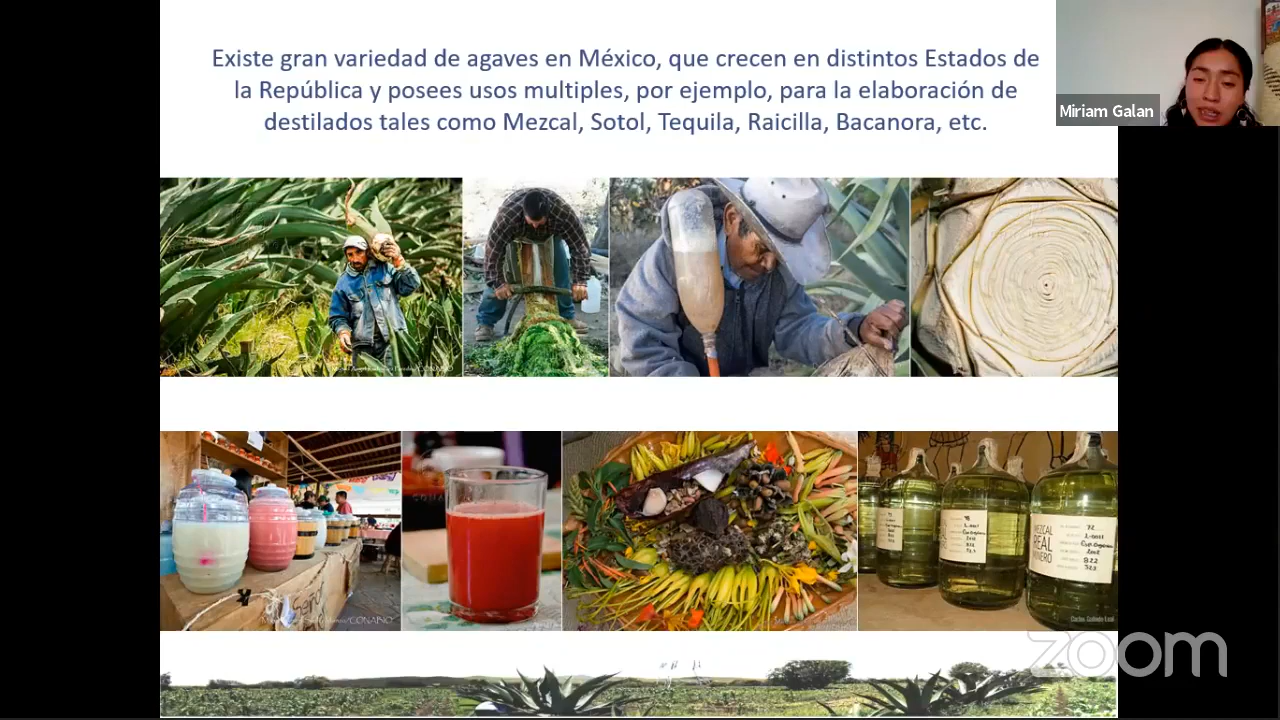 Existe gran variedad de agaves en México, que crecen en distintos Estados de
la República y posees usos multiples, por ejemplo, para la elaboración de
destilados tales como Mezcal, Sotol, Tequila, Raicilla, Bacanora, etc.
Miriam Galan
MEZCAL
REAL
MINERO
zoom